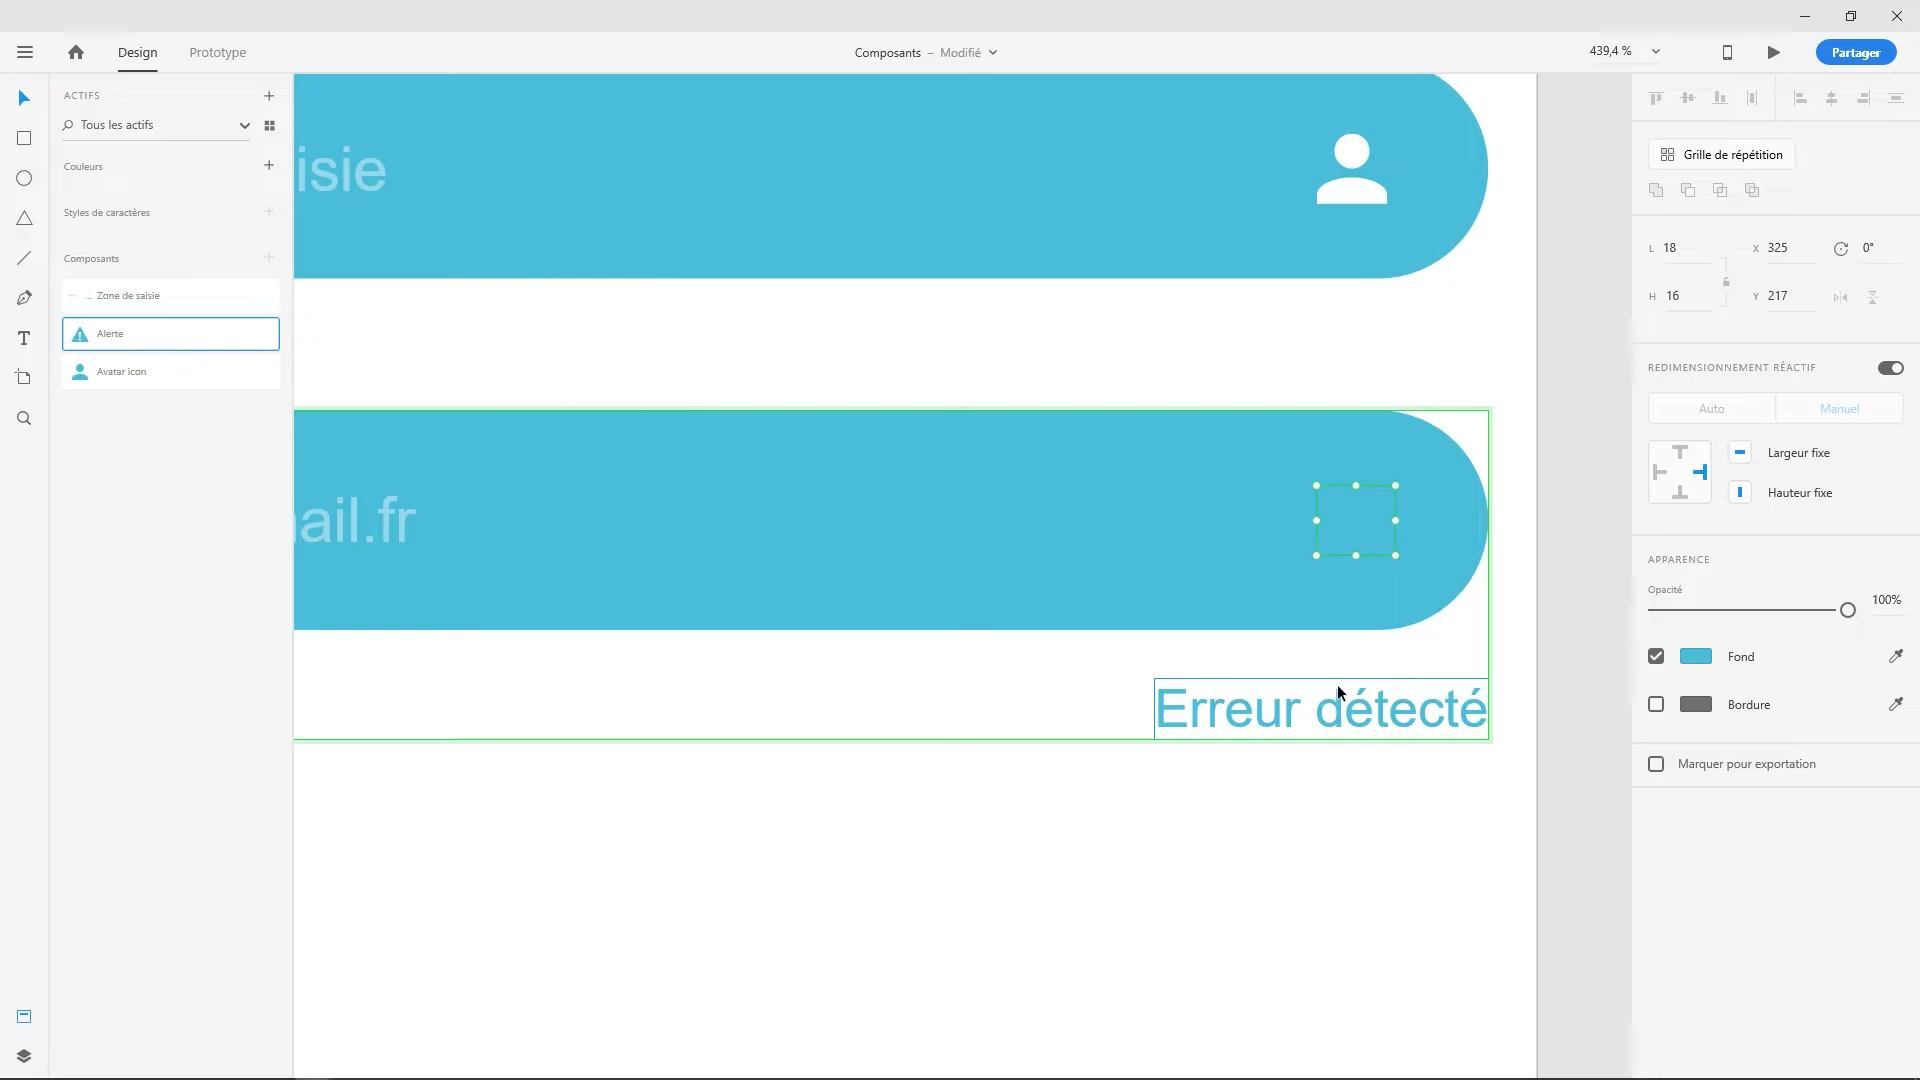 Design
Prototype
Composants – Modifié
439,4 %
Partager
ACTIFS
Tous les actifs
Couleurs
Styles de caractères
Composants
Zone de saisie
Alerte
Avatar icon
isie
ail.fr
Erreur détecté
Grille de répétition
L 18
X 325
0°
H 16
Y 217
REDIMENSIONNEMENT RÉACTIF
Auto
Manuel
Largeur fixe
Hauteur fixe
APPARENCE
Opacité
100%
Fond
Bordure
Marquer pour exportation